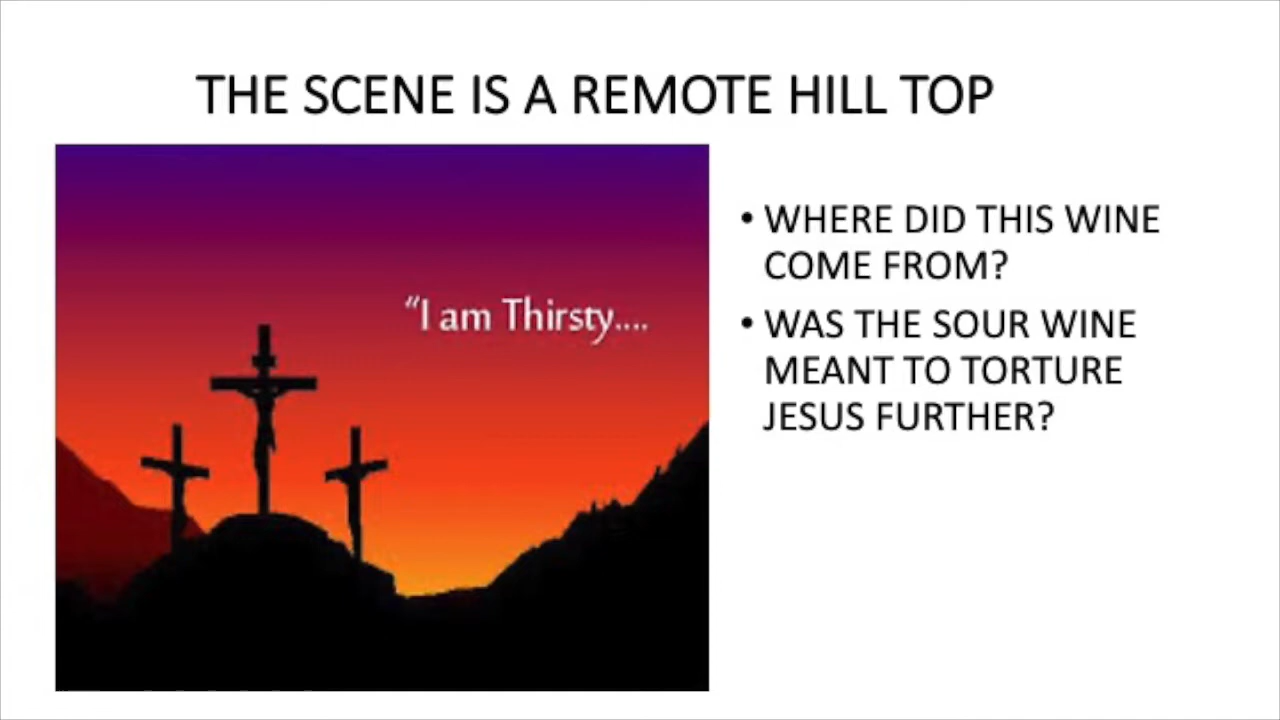 THE SCENE IS A REMOTE HILL TOP
“I am Thirsty....
• WHERE DID THIS WINE
COME FROM?
• WAS THE SOUR WINE
MEANT TO TORTURE
JESUS FURTHER?